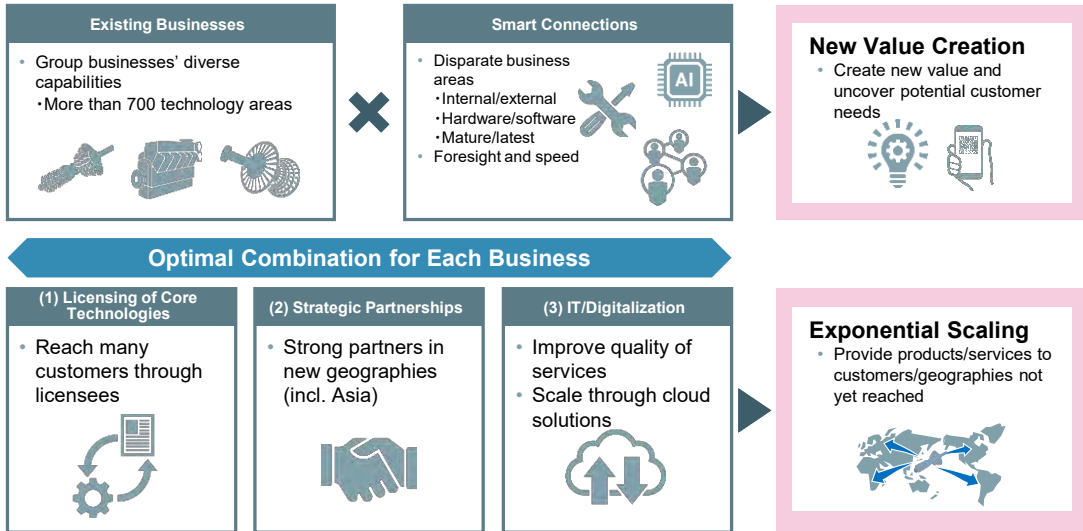 Existing Businesses
• Group businesses’ diverse
capabilities
・More than 700 technology areas
Smart Connections
• Disparate business
areas
・Internal/external
・Hardware/software
・Mature/latest
• Foresight and speed
AI
New Value Creation
• Create new value and
uncover potential customer
needs
Optimal Combination for Each Business
(1) Licensing of Core
Technologies
• Reach many
customers through
licensees
(2) Strategic Partnerships
• Strong partners in
new geographies
(incl. Asia)
(3) IT/Digitalization
• Improve quality of
services
• Scale through cloud
solutions
Exponential Scaling
• Provide products/services to
customers/geographies not
yet reached